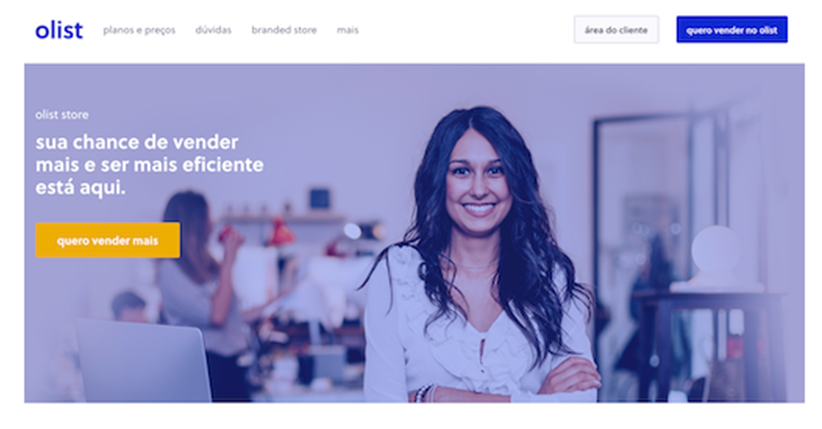 olist planos e preços dúvidas branded store mais área do cliente quero vender no olist
olist store
sua chance de vender
mais e ser mais eficiente
está aqui.
quero vender mais